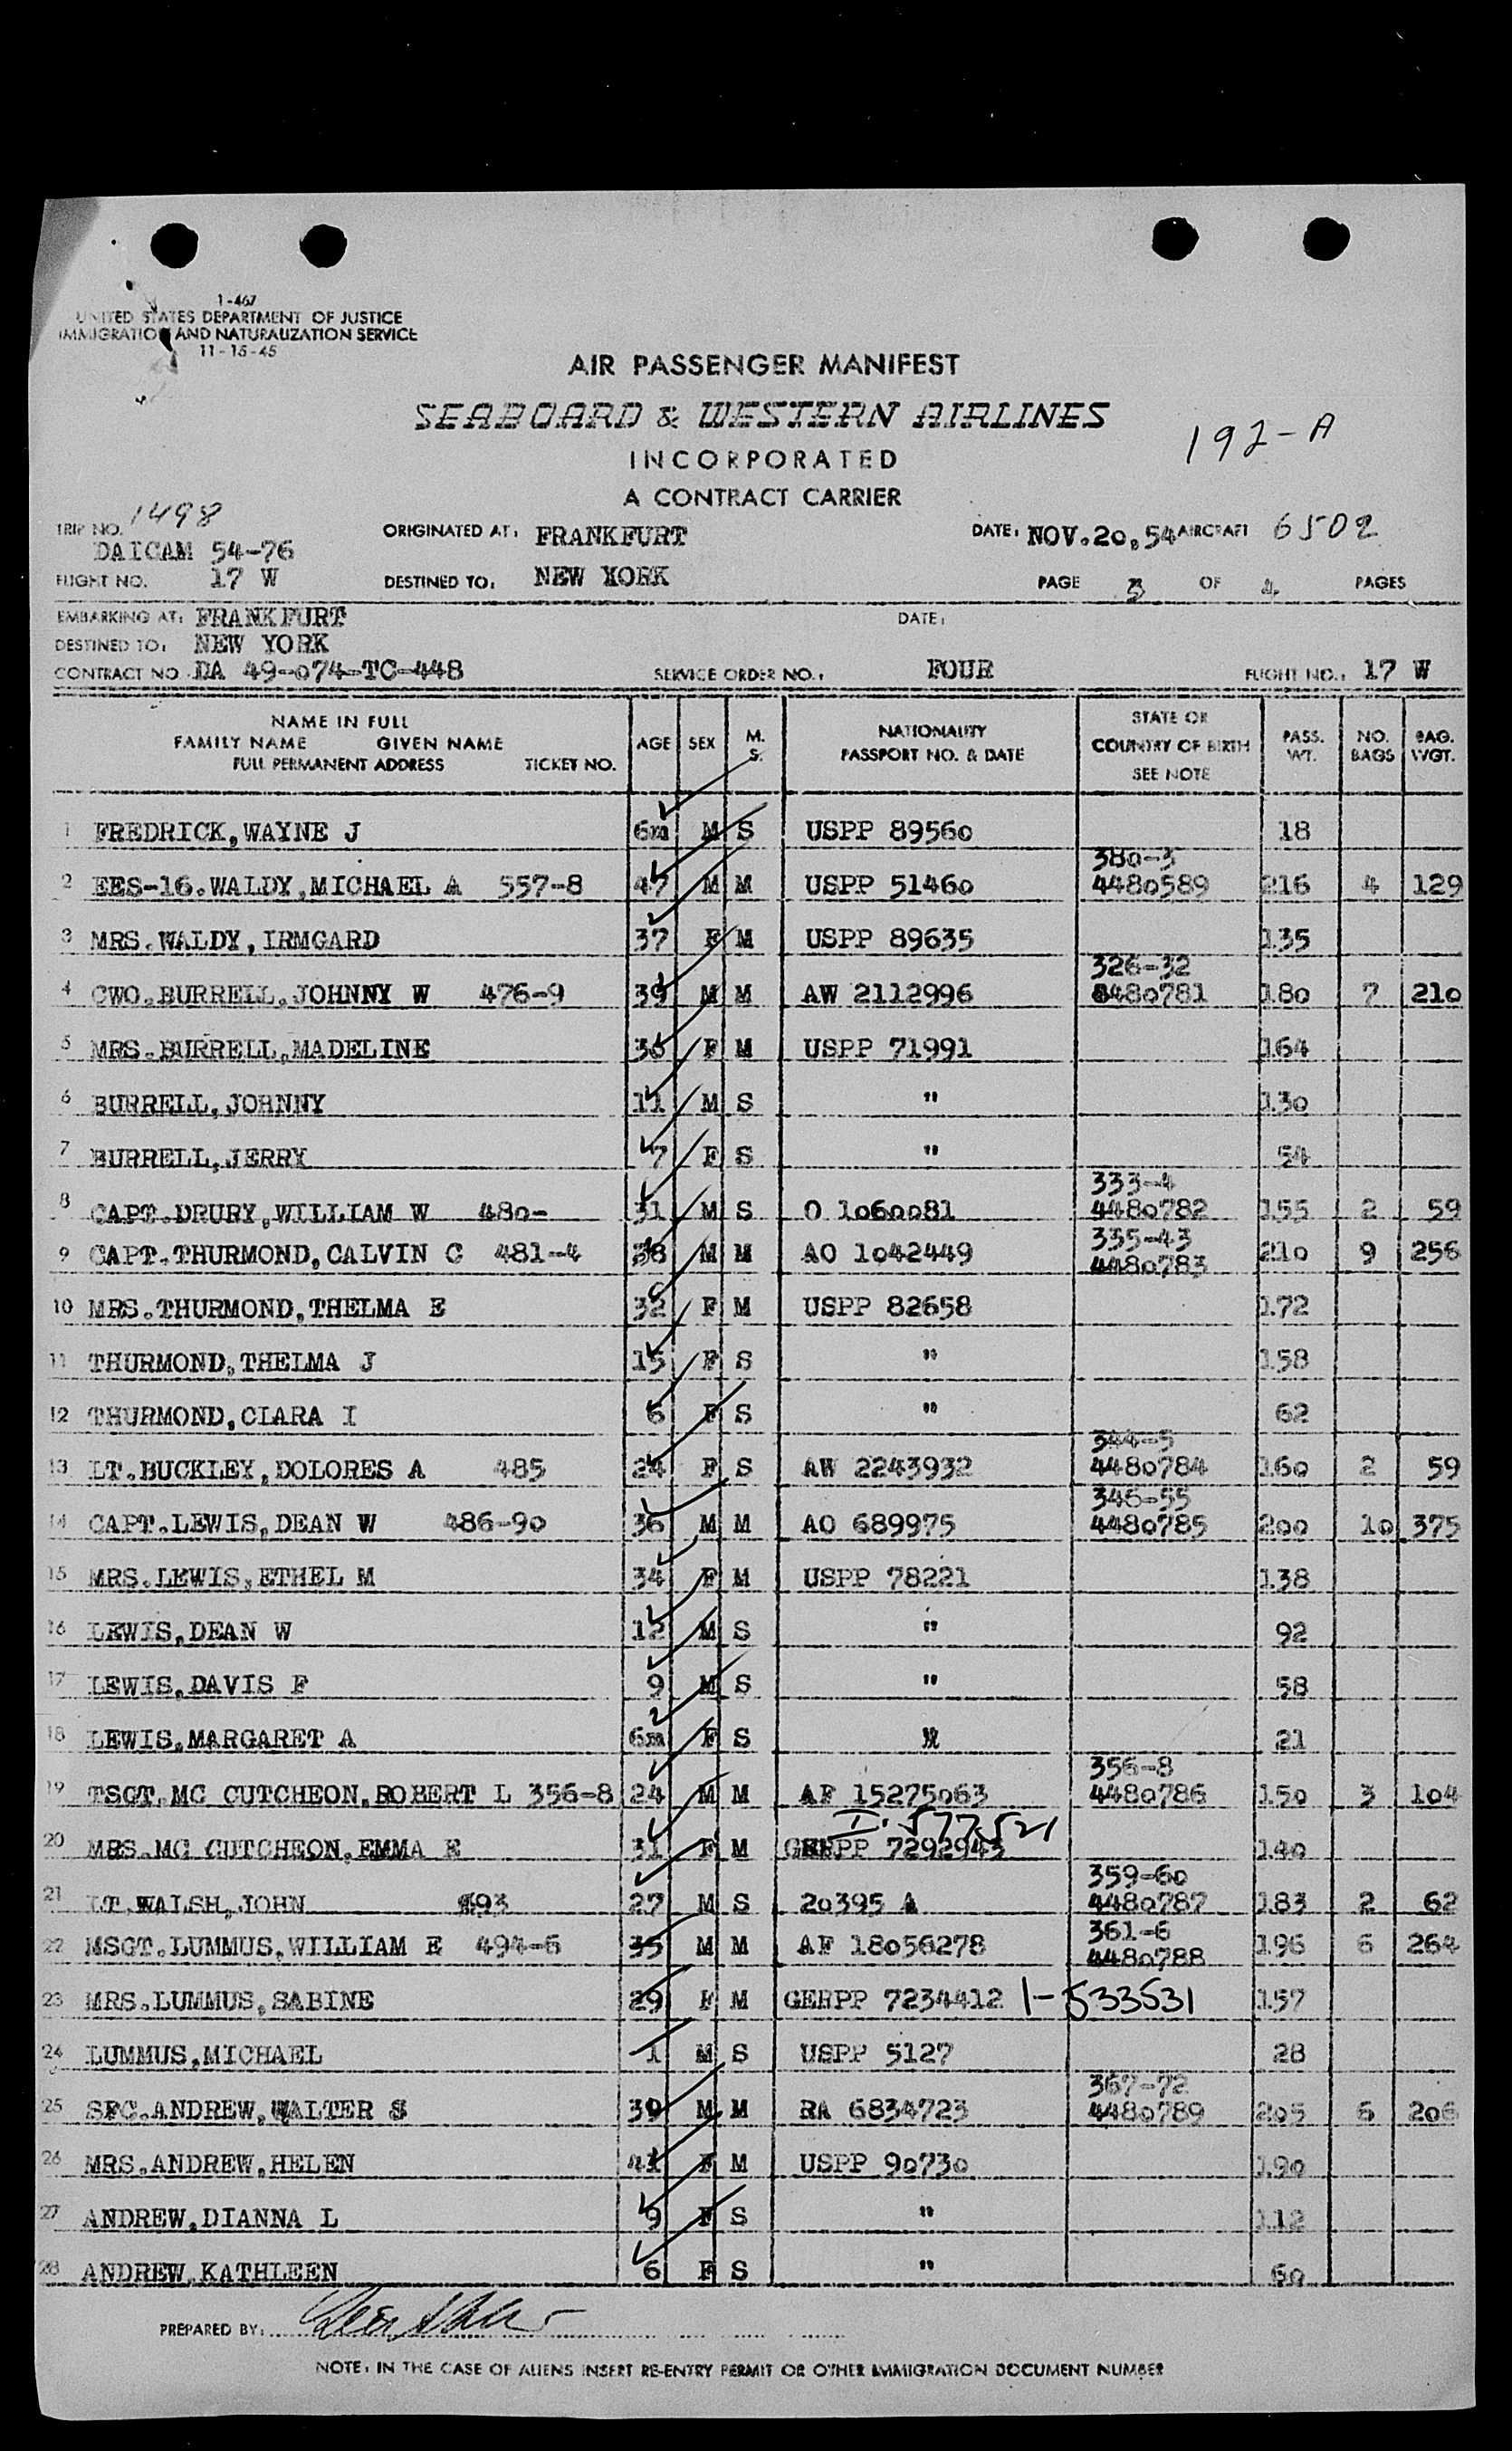 1-467
UNITED STATES DEPARTMENT OF JUSTICE
IMMIGRATION AND NATURALIZATION SERVICE
11-15-45
AIR PASSENGER MANIFEST
SEABOARD & WESTERN AIRLINES
192-A
INCORPORATED
A CONTRACT CARRIER
TRIP NO. 1498 ORIGINATED AT: FRANKFURT DATE: NOV.20,54 AIRCRAFT 6502
DAICAM 54-76
FLIGHT NO. 17 W DESTINED TO: NEW YORK PAGE 3 OF 4 PAGES
EMBARKING AT: FRANKFURT DATE:
DESTINED TO: NEW YORK
CONTRACT NO DA 49-074-TC-448 SERVICE ORDER NO.: FOUR FLIGHT NO.: 17 W
NAME IN FULL
FAMILY NAME GIVEN NAME
FULL PERMANENT ADDRESS TICKET NO.
AGE SEX M. S. NATIONALITY PASSPORT NO. & DATE STATE OR COUNTRY OF BIRTH SEE NOTE PASS. WT. NO. BAGS BAG. WGT.
1 FREDRICK,WAYNE J 6m M S USPP 89560 18
380-3
2 EES-16.WALDY,MICHAEL A 557-8 47 M M USPP 51460 4480589 216 4 129
3 MRS.WALDY,IRMGARD 37 F M USPP 89635 135
326-32
4 CWO.BURRELL,JOHNNY W 476-9 39 M M AW 2112996 4480781 180 7 210
5 MRS.BURRELL,MADELINE 36 F M USPP 71991 164
6 BURRELL,JOHNNY 11 M S " 130
7 BURRELL,JERRY 7 F S " 54
333-4
8 CAPT.DRURY,WILLIAM W 480- 31 M S O 1060081 4480782 155 2 59
335-43
9 CAPT.THURMOND,CALVIN C 481-4 38 M M AO 1042449 4480783 210 9 256
10 MRS.THURMOND,THELMA E 32 F M USPP 82658 172
11 THURMOND,THELMA J 15 F S " 158
12 THURMOND,CLARA I 6 F S " 62
344-5
13 LT.BUCKLEY,DOLORES A 485 24 F S AW 2243932 4480784 160 2 59
346-55
14 CAPT.LEWIS,DEAN W 486-90 36 M M AO 689975 4480785 200 10 375
15 MRS.LEWIS,ETHEL M 34 F M USPP 78221 138
16 LEWIS,DEAN W 12 M S " 92
17 LEWIS,DAVIS F 9 M S " 58
18 LEWIS,MARGARET A 6m F S " 21
356-8
19 TSGT.MC CUTCHEON,ROBERT L 356-8 24 M M AF 15275063 4480786 150 3 104
I-577521
20 MRS.MC CUTCHEON,EMMA E 31 F M GERPP 7292943 140
359-60
21 LT.WALSH,JOHN 493 27 M S 20395 A 4480787 183 2 62
361-6
22 MSGT.LUMMUS,WILLIAM E 494-6 35 M M AF 18056278 4480788 196 6 264
23 MRS.LUMMUS,SABINE 29 F M GERPP 7234412 1-533531 157
24 LUMMUS,MICHAEL 1 M S USPP 5127 28
367-72
25 SFC.ANDREW,WALTER S 39 M M RA 6834723 4480789 205 6 206
26 MRS.ANDREW,HELEN 41 F M USPP 90730 190
27 ANDREW,DIANNA L 9 F S " 112
28 ANDREW,KATHLEEN 6 F S " 60
PREPARED BY:
NOTE: IN THE CASE OF ALIENS INSERT RE-ENTRY PERMIT OR OTHER IMMIGRATION DOCUMENT NUMBER